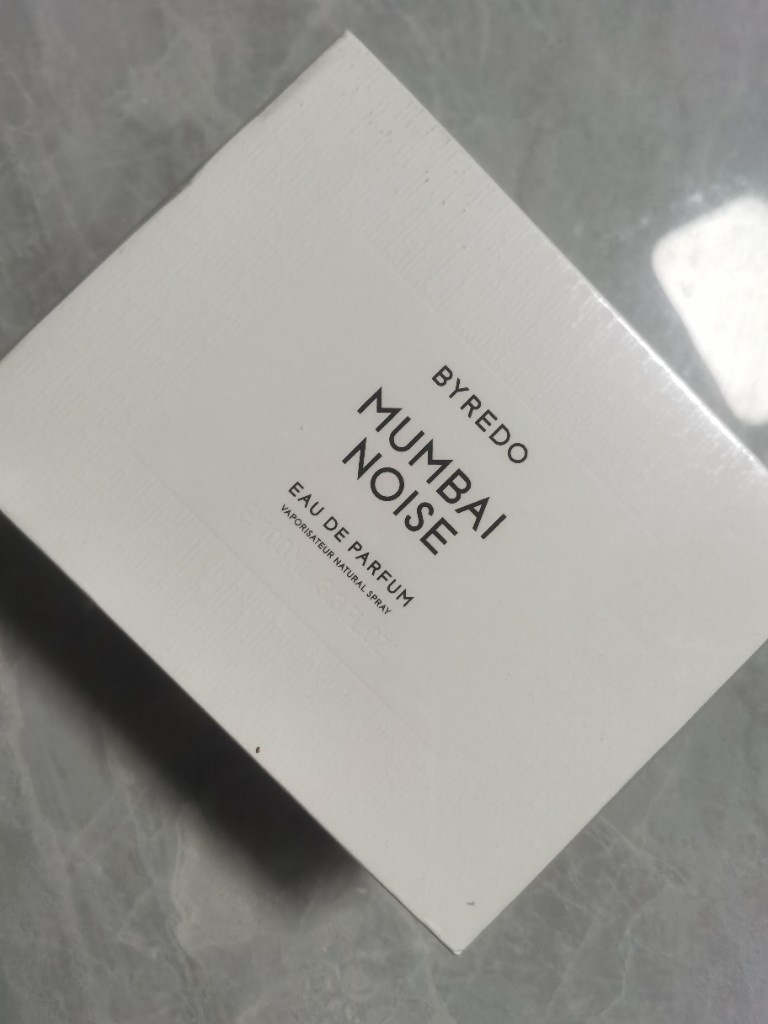 BYREDO
MUMBAI
NOISE
EAU DE PARFUM
VAPORISATEUR NATURAL SPRAY